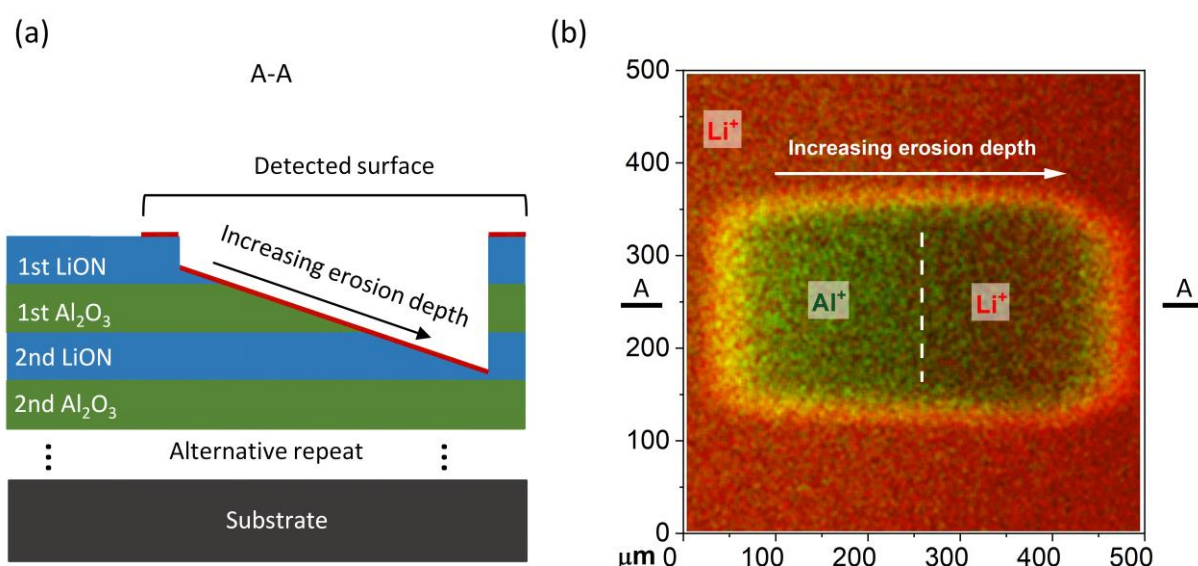 (a)
A-A
Detected surface
Increasing erosion depth
1st LiON
1st Al₂O₃
2nd LiON
2nd Al₂O₃
⋮ Alternative repeat ⋮
Substrate
(b)
500
400
300
200
100
0
Li⁺
Increasing erosion depth
Al⁺ Li⁺
A A
μm 0 100 200 300 400 500